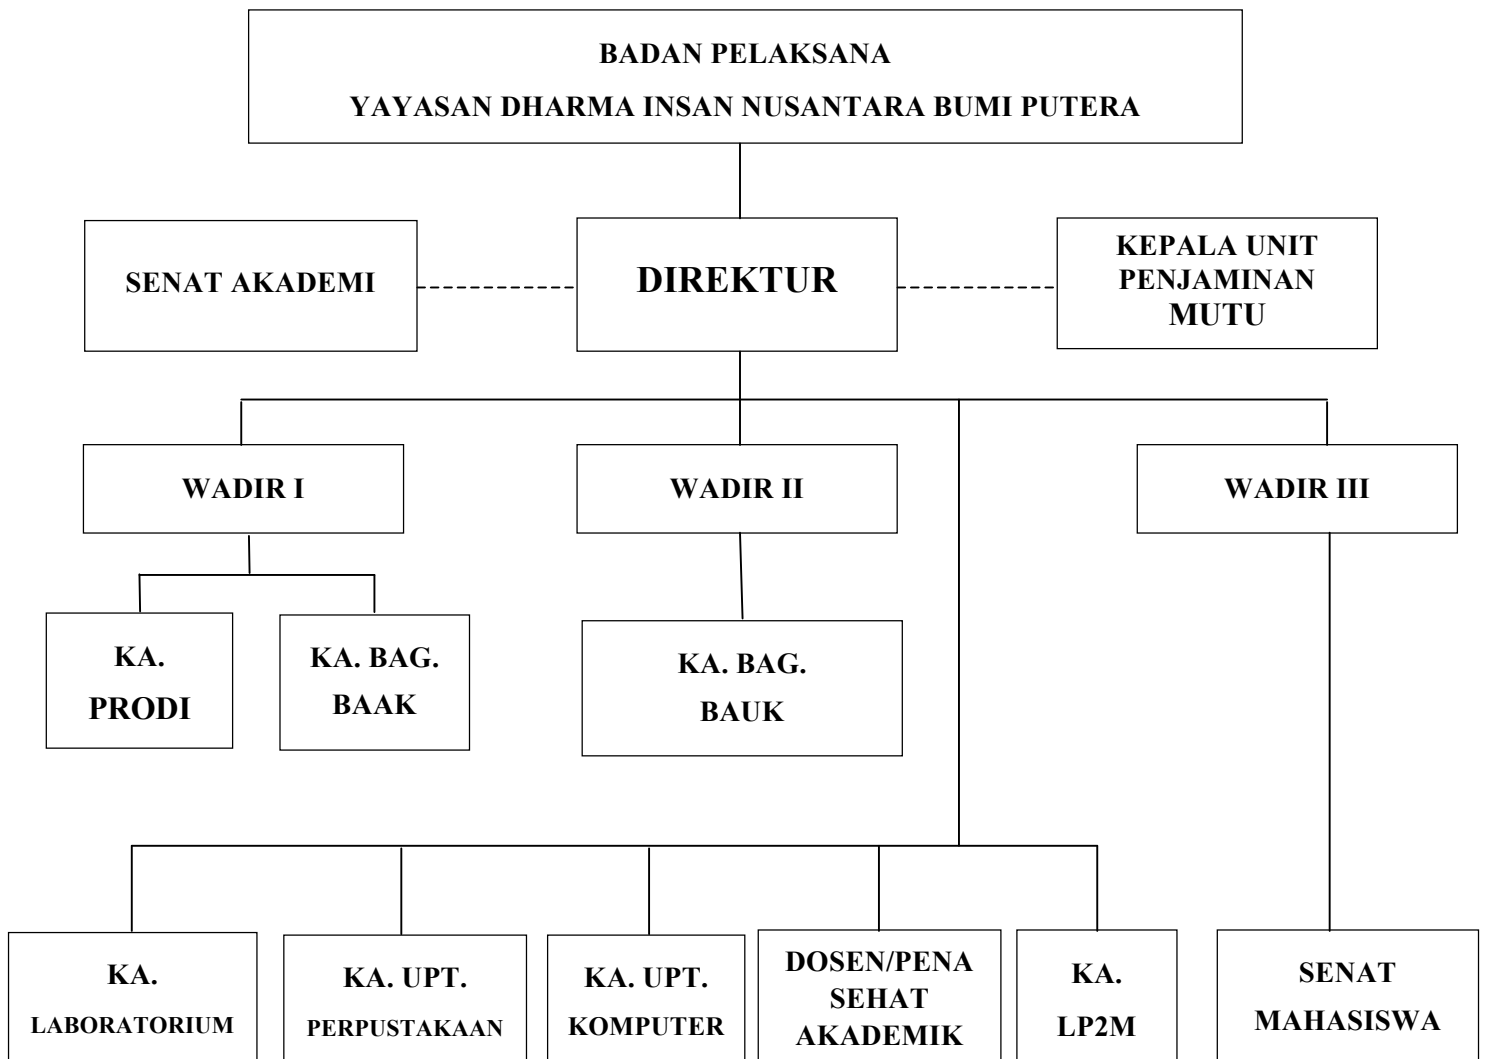 BADAN PELAKSANA
YAYASAN DHARMA INSAN NUSANTARA BUMI PUTERA
SENAT AKADEMI
DIREKTUR
KEPALA UNIT
PENJAMINAN
MUTU
WADIR I
WADIR II
WADIR III
KA.
PRODI
KA. BAG.
BAAK
KA. BAG.
BAUK
KA.
LABORATORIUM
KA. UPT.
PERPUSTAKAAN
KA. UPT.
KOMPUTER
DOSEN/PENA
SEHAT
AKADEMIK
KA.
LP2M
SENAT
MAHASISWA